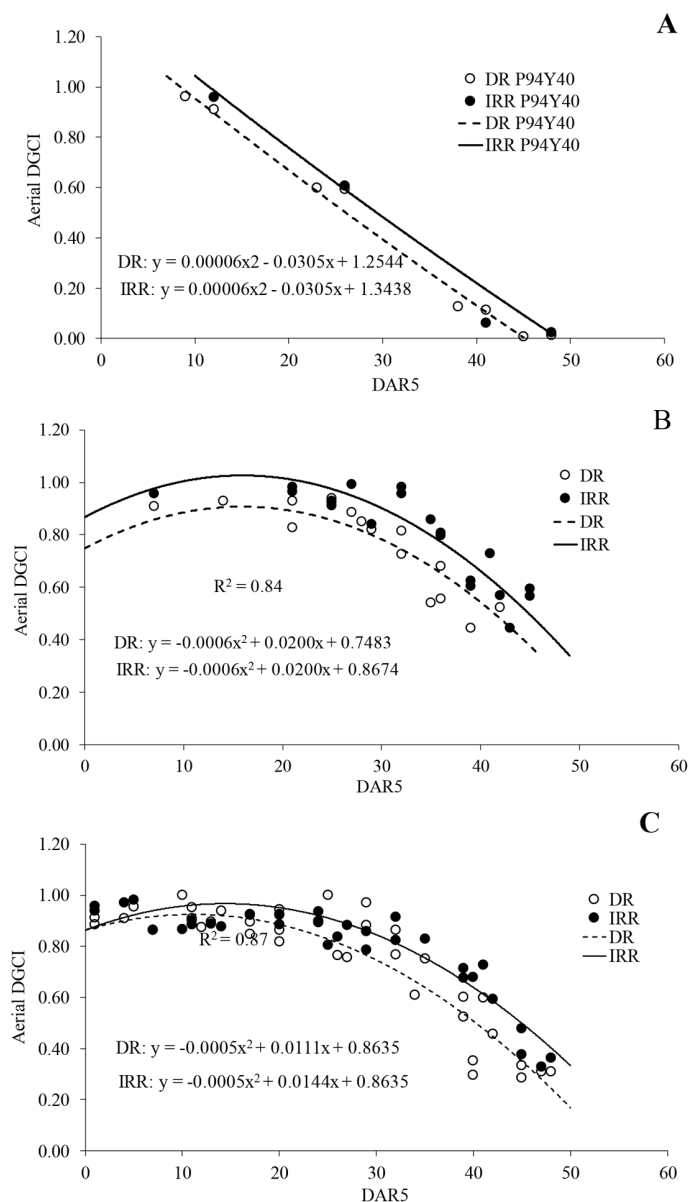 A
1.20
1.00
0.80
0.60
0.40
0.20
0.00
Aerial DGCI
DR P94Y40
IRR P94Y40
DR P94Y40
IRR P94Y40
DR: y = 0.00006x2 - 0.0305x + 1.2544
IRR: y = 0.00006x2 - 0.0305x + 1.3438
0 10 20 30 40 50 60
DAR5
B
1.20
1.00
0.80
0.60
0.40
0.20
0.00
Aerial DGCI
DR
IRR
DR
IRR
R² = 0.84
DR: y = -0.0006x² + 0.0200x + 0.7483
IRR: y = -0.0006x² + 0.0200x + 0.8674
0 10 20 30 40 50 60
DAR5
C
1.20
1.00
0.80
0.60
0.40
0.20
0.00
Aerial DGCI
DR
IRR
DR
IRR
R² = 0.87
DR: y = -0.0005x² + 0.0111x + 0.8635
IRR: y = -0.0005x² + 0.0144x + 0.8635
0 10 20 30 40 50 60
DAR5